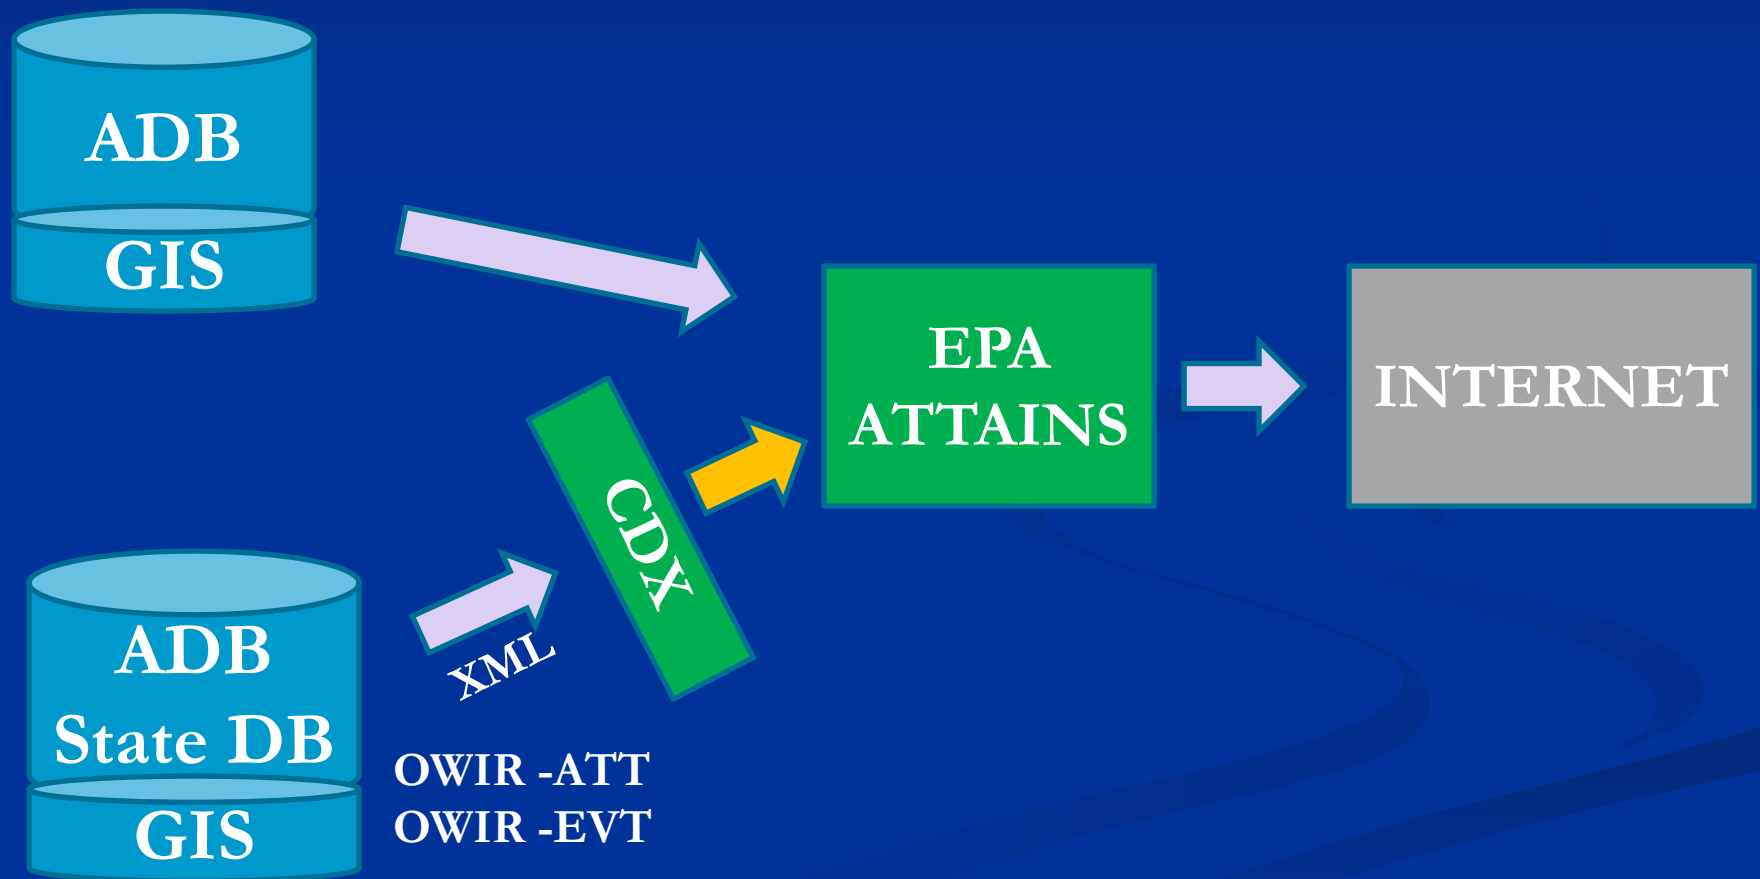 ADB
GIS
EPA
ATTAINS
INTERNET
CDX
XML
ADB
State DB
GIS
OWIR -ATT
OWIR -EVT